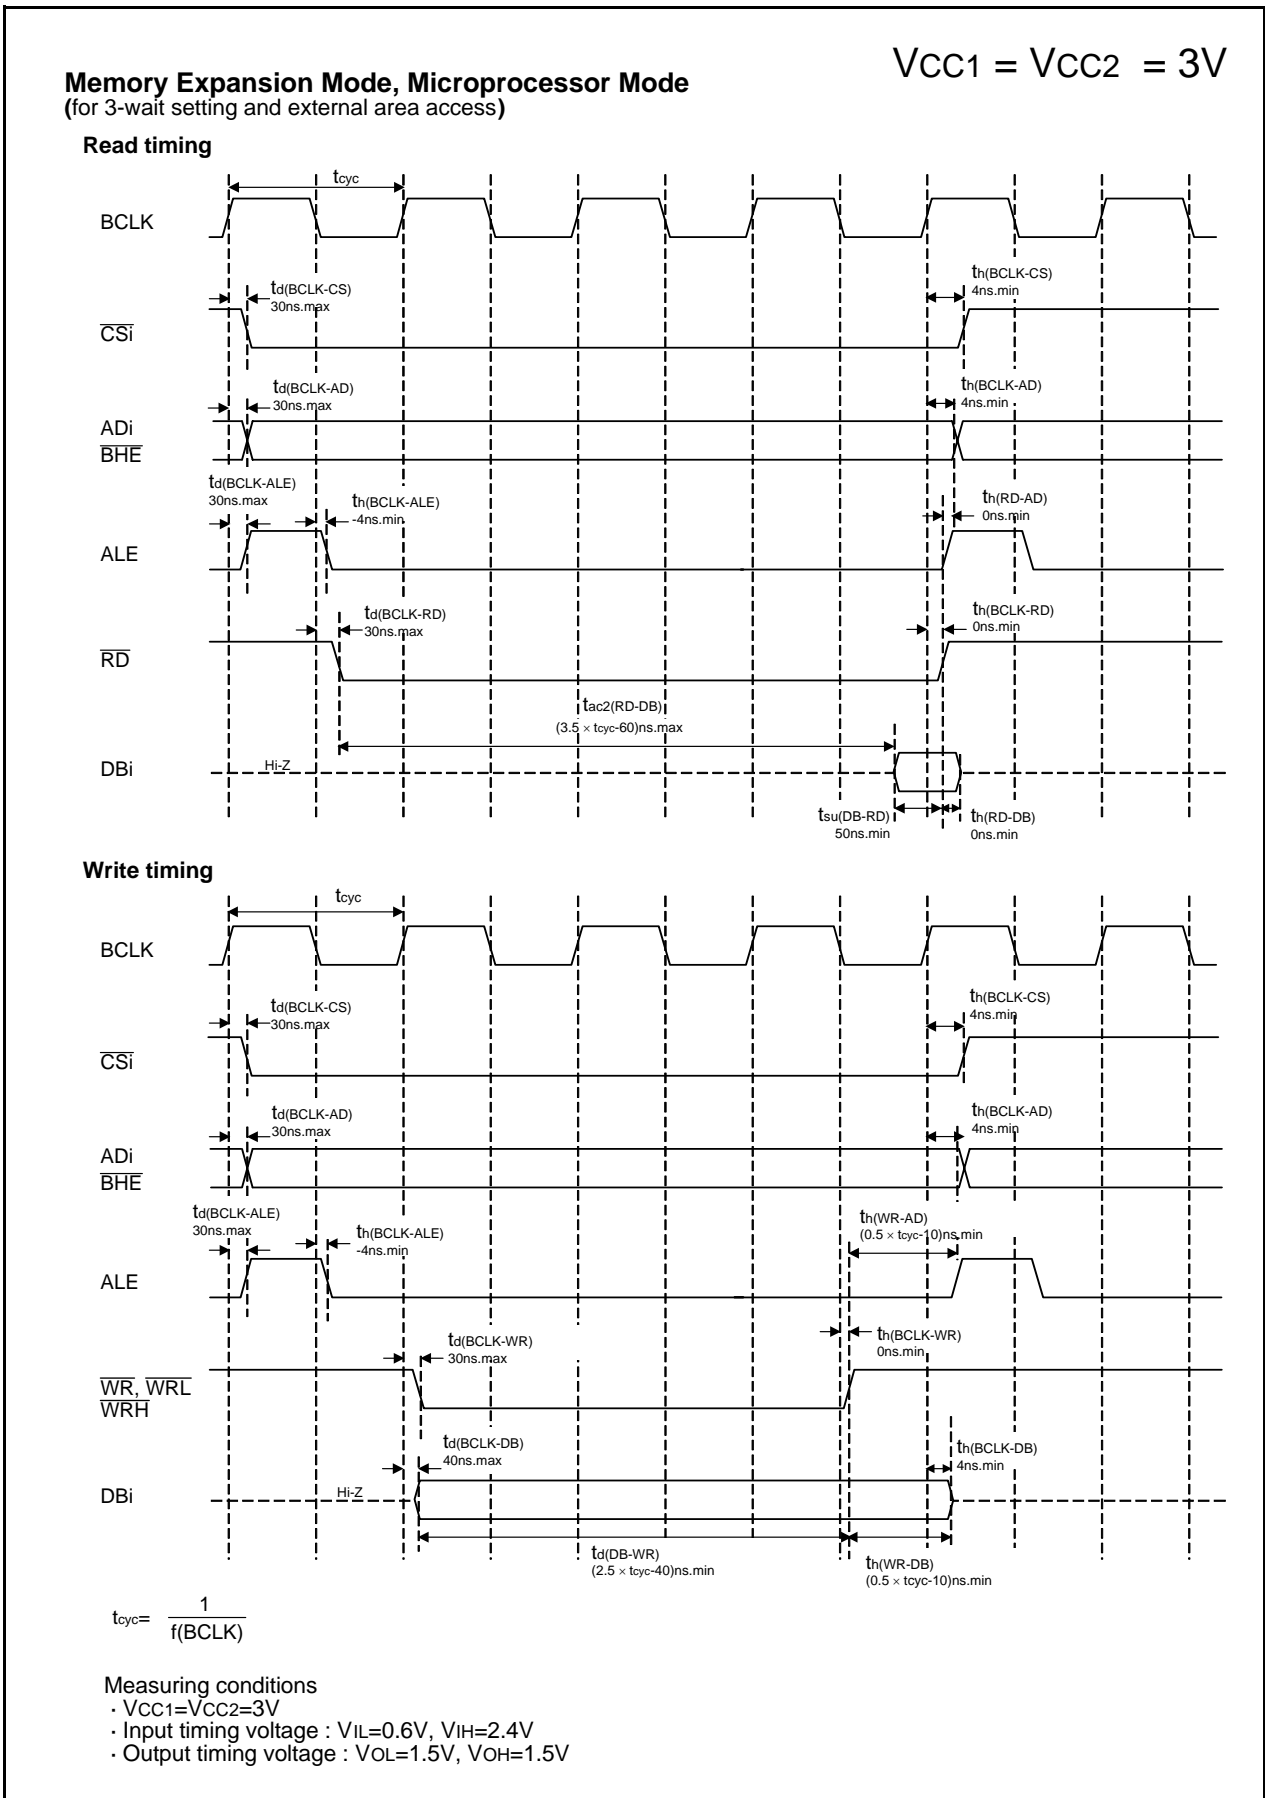 VCC1 = VCC2 = 3V
Memory Expansion Mode, Microprocessor Mode
(for 3-wait setting and external area access)
Read timing
tcyc
BCLK
td(BCLK-CS)
30ns.max
th(BCLK-CS)
4ns.min
CSi
td(BCLK-AD)
30ns.max
th(BCLK-AD)
4ns.min
ADi
BHE
td(BCLK-ALE)
30ns.max
th(BCLK-ALE)
-4ns.min
th(RD-AD)
0ns.min
ALE
td(BCLK-RD)
30ns.max
th(BCLK-RD)
0ns.min
RD
tac2(RD-DB)
(3.5 × tcyc-60)ns.max
DBi
Hi-Z
tsu(DB-RD)
50ns.min
th(RD-DB)
0ns.min
Write timing
tcyc
BCLK
td(BCLK-CS)
30ns.max
th(BCLK-CS)
4ns.min
CSi
td(BCLK-AD)
30ns.max
th(BCLK-AD)
4ns.min
ADi
BHE
td(BCLK-ALE)
30ns.max
th(BCLK-ALE)
-4ns.min
th(WR-AD)
(0.5 × tcyc-10)ns.min
ALE
td(BCLK-WR)
30ns.max
th(BCLK-WR)
0ns.min
WR, WRL
WRH
td(BCLK-DB)
40ns.max
th(BCLK-DB)
4ns.min
DBi
Hi-Z
td(DB-WR)
(2.5 × tcyc-40)ns.min
th(WR-DB)
(0.5 × tcyc-10)ns.min
tcyc= 1
f(BCLK)
Measuring conditions
· VCC1=VCC2=3V
· Input timing voltage : VIL=0.6V, VIH=2.4V
· Output timing voltage : VOL=1.5V, VOH=1.5V